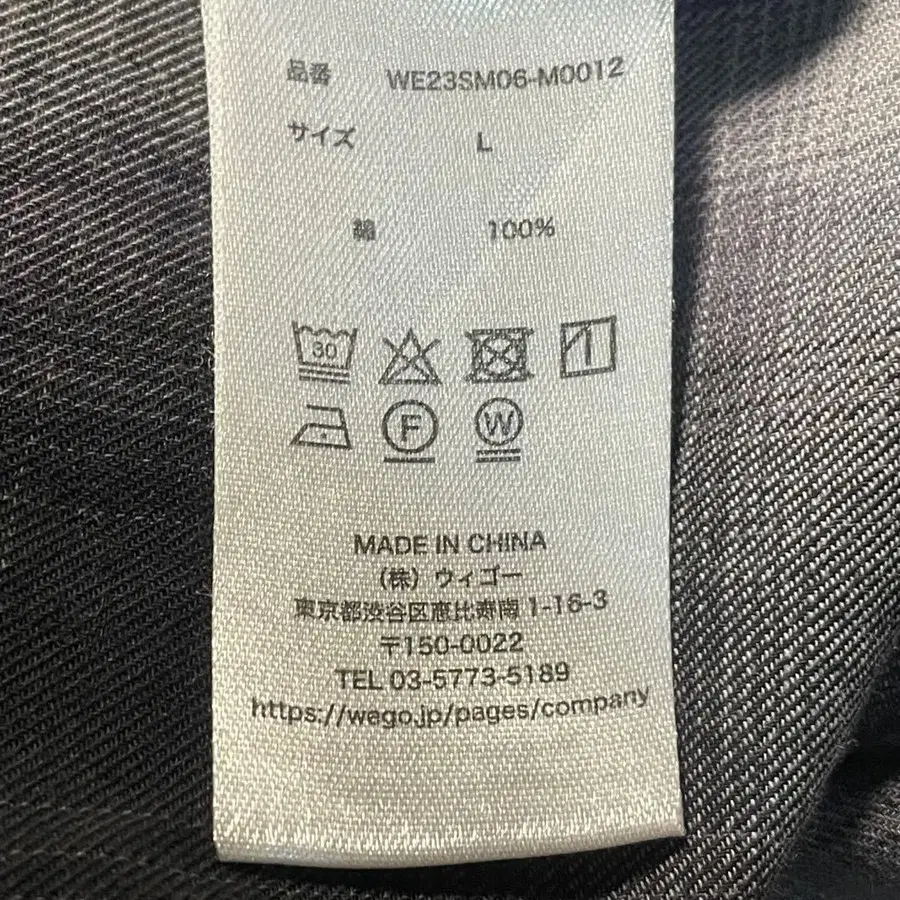 品番 WE23SM06-M0012
サイズ L
綿 100%
30
F W
MADE IN CHINA
(株) ウィゴー
東京都渋谷区恵比寿南1-16-3
〒150-0022
TEL 03-5773-5189
https://wego.jp/pages/company